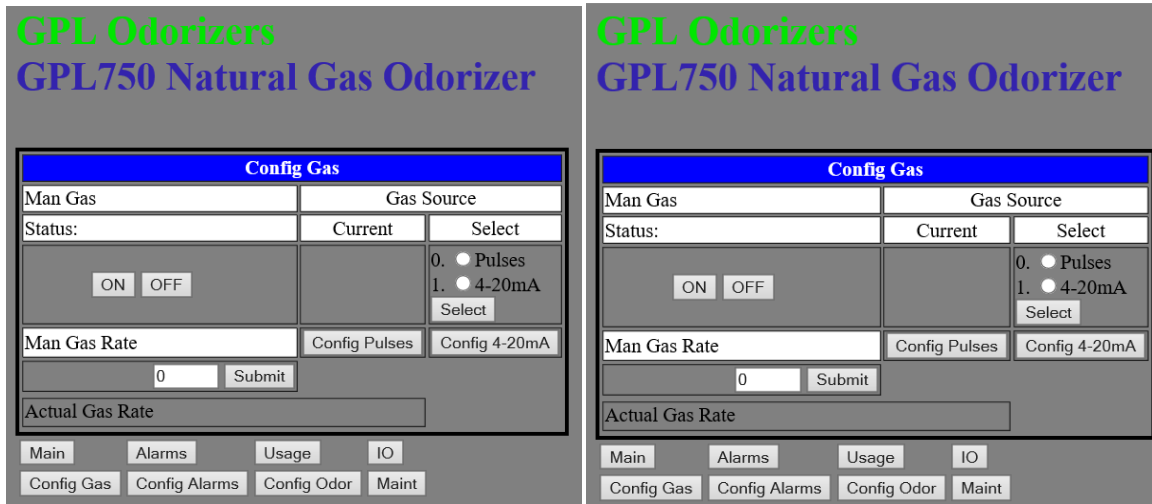 GPL Odorizers
GPL750 Natural Gas Odorizer
Config Gas
Man Gas Gas Source
Status: Current Select
ON OFF 0. Pulses
1. 4-20mA
Select
Man Gas Rate Config Pulses Config 4-20mA
0 Submit
Actual Gas Rate
Main Alarms Usage IO
Config Gas Config Alarms Config Odor Maint
GPL Odorizers
GPL750 Natural Gas Odorizer
Config Gas
Man Gas Gas Source
Status: Current Select
ON OFF 0. Pulses
1. 4-20mA
Select
Man Gas Rate Config Pulses Config 4-20mA
0 Submit
Actual Gas Rate
Main Alarms Usage IO
Config Gas Config Alarms Config Odor Maint